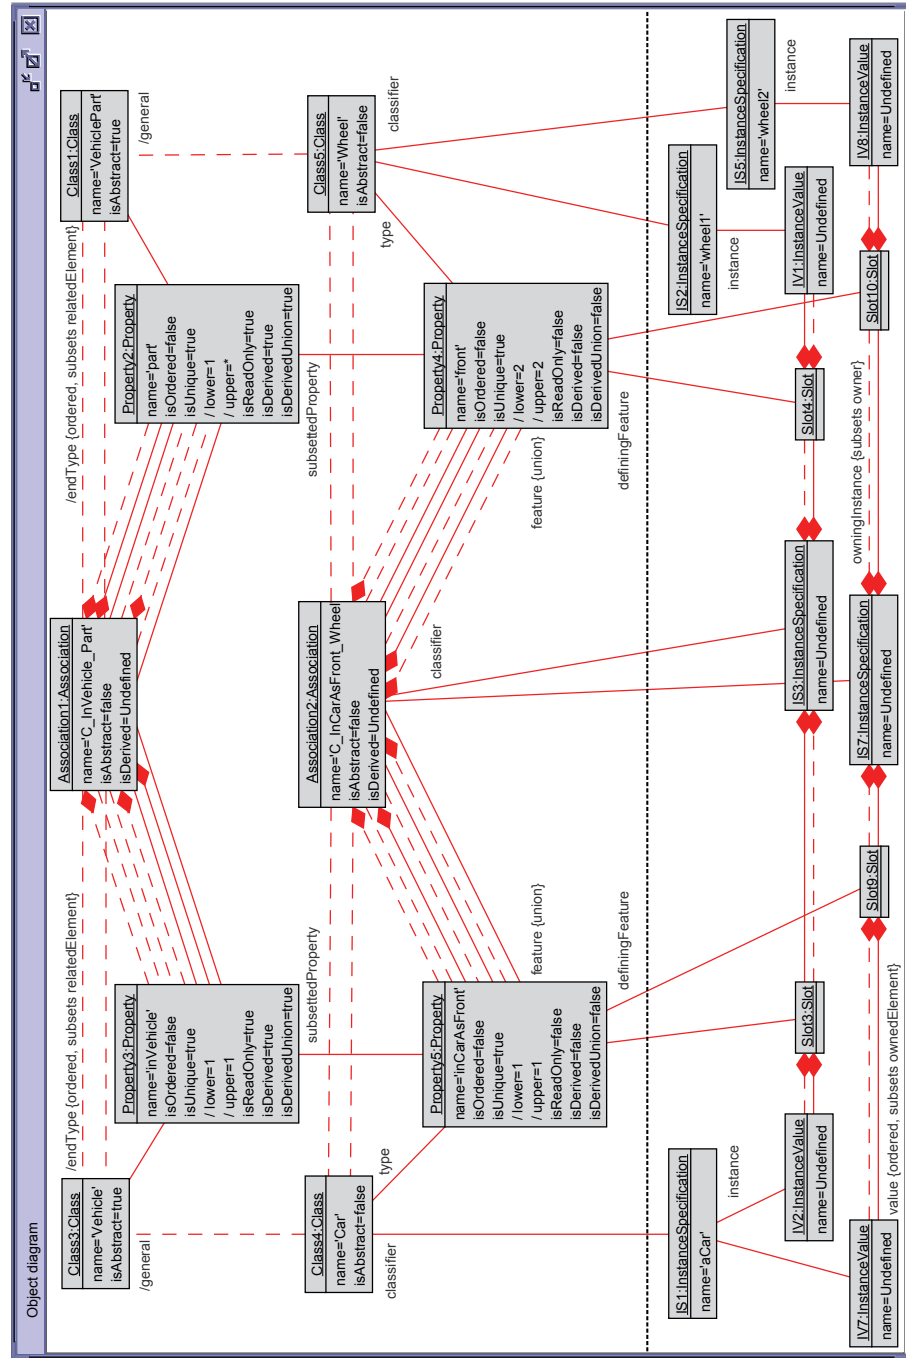 Object diagram
Class3:Class
name='Vehicle'
isAbstract=true
/endType {ordered, subsets relatedElement}
Association1:Association
name='C_InVehicle_Part'
isAbstract=false
isDerived=Undefined
/endType {ordered, subsets relatedElement}
Class1:Class
name='VehiclePart'
isAbstract=true
/general
/general
Property3:Property
name='inVehicle'
isOrdered=false
isUnique=true
/ lower=1
/ upper=1
isReadOnly=true
isDerived=true
isDerivedUnion=true
Property2:Property
name='part'
isOrdered=false
isUnique=true
/ lower=1
/ upper=*
isReadOnly=true
isDerived=true
isDerivedUnion=true
subsettedProperty
subsettedProperty
Class4:Class
name='Car'
isAbstract=false
Association2:Association
name='C_InCarAsFront_Wheel
isAbstract=false
isDerived=Undefined
Class5:Class
name='Wheel'
isAbstract=false
classifier
type
classifier
type
classifier
Property5:Property
name='inCarAsFront'
isOrdered=false
isUnique=true
/ lower=1
/ upper=1
isReadOnly=false
isDerived=false
isDerivedUnion=false
Property4:Property
name='front'
isOrdered=false
isUnique=true
/ lower=2
/ upper=2
isReadOnly=false
isDerived=false
isDerivedUnion=false
feature {union}
feature {union}
definingFeature
definingFeature
IS1:InstanceSpecification
name='aCar'
IS2:InstanceSpecification
name='wheel1'
IS5:InstanceSpecification
name='wheel2'
instance
instance
instance
IV2:InstanceValue
name=Undefined
Slot3:Slot
IS3:InstanceSpecification
name=Undefined
Slot4:Slot
IV1:InstanceValue
name=Undefined
owningInstance {subsets owner}
IV7:InstanceValue
name=Undefined
Slot9:Slot
IS7:InstanceSpecification
name=Undefined
Slot10:Slot
IV8:InstanceValue
name=Undefined
value {ordered, subsets ownedElement}